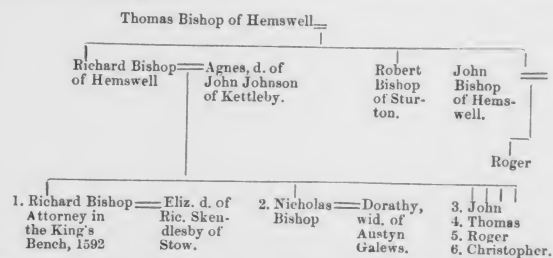 Thomas Bishop of Hemswell
Richard Bishop
of Hemswell
Agnes, d. of
John Johnson
of Kettleby.
Robert
Bishop
of Stur-
ton.
John
Bishop
of Hems-
well.
Roger
1. Richard Bishop
Attorney in
the King's
Bench, 1592
Eliz. d. of
Ric. Sken-
dlesby of
Stow.
2. Nicholas
Bishop
Dorathy,
wid. of
Austyn
Galews.
3. John
4. Thomas
5. Roger
6. Christopher.